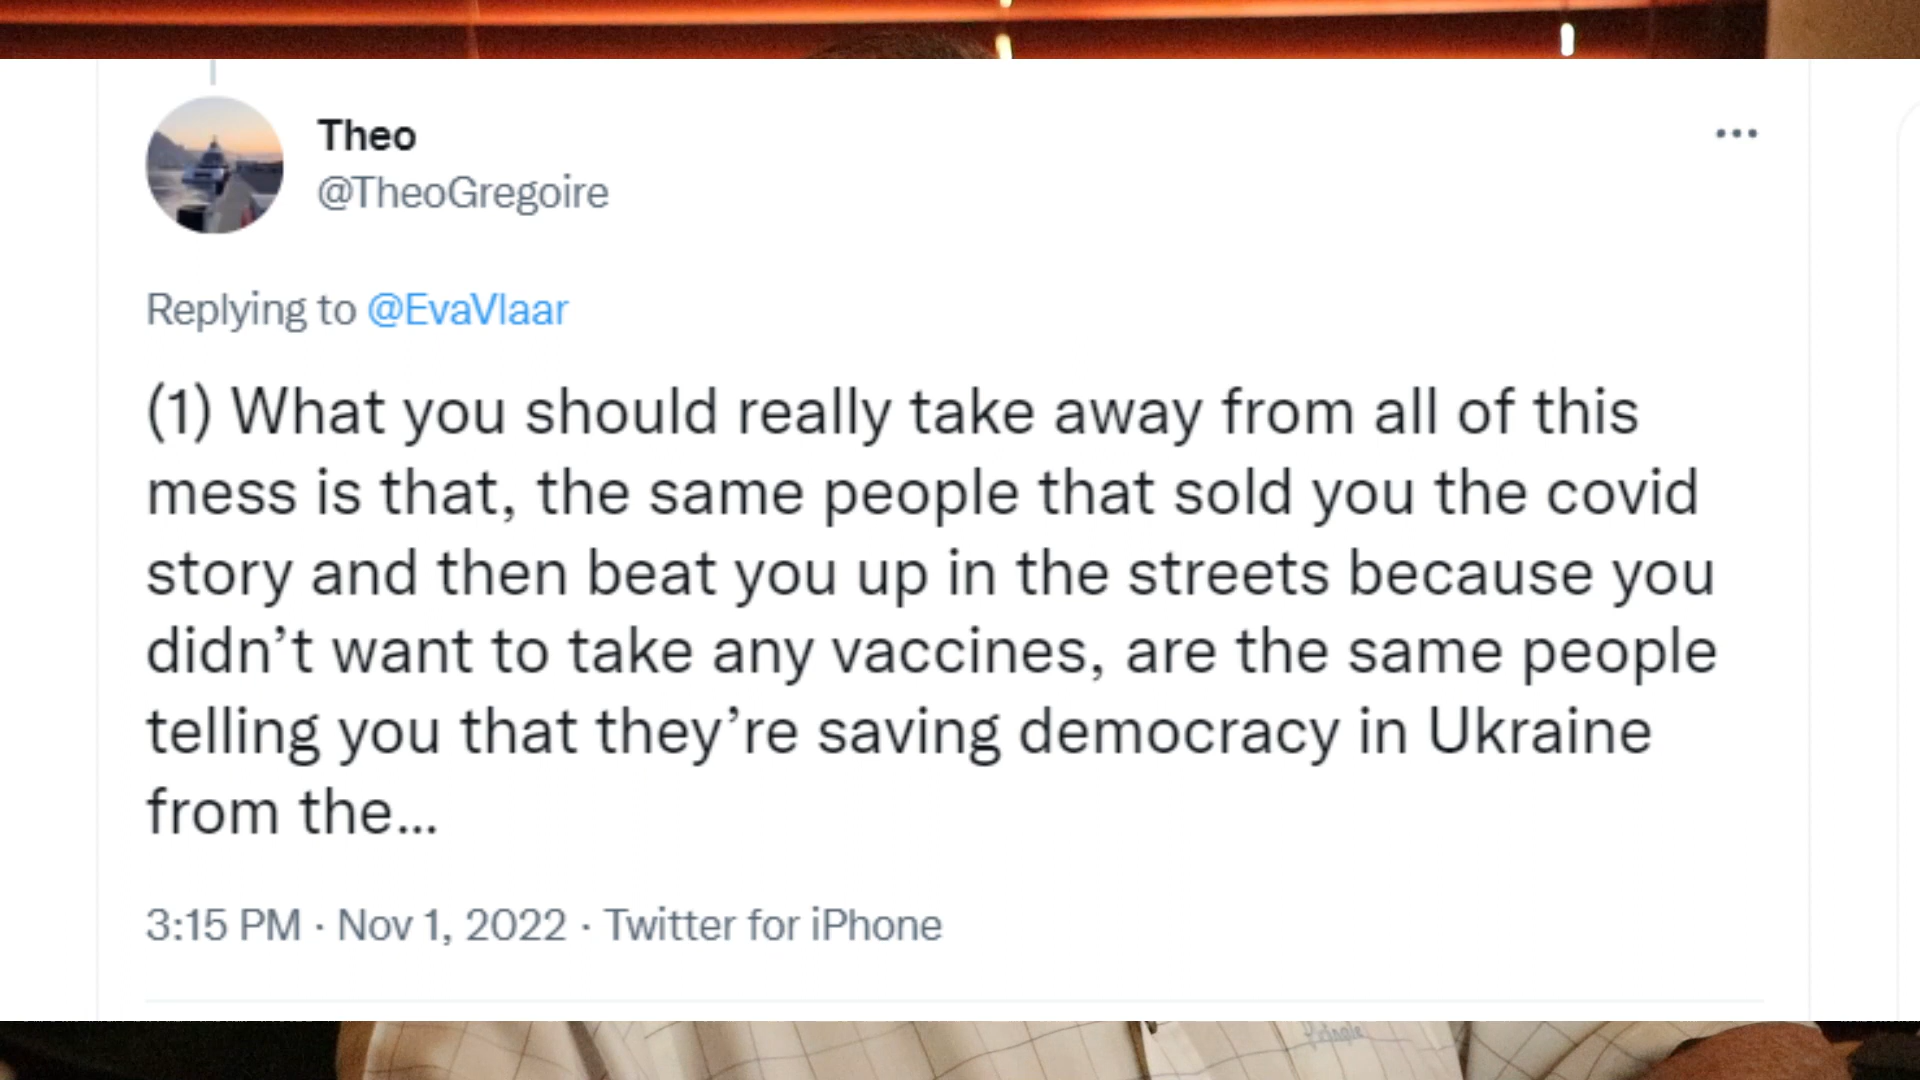 Theo
@TheoGregoire
Replying to @EvaVlaar
(1) What you should really take away from all of this
mess is that, the same people that sold you the covid
story and then beat you up in the streets because you
didn’t want to take any vaccines, are the same people
telling you that they’re saving democracy in Ukraine
from the...
3:15 PM · Nov 1, 2022 · Twitter for iPhone